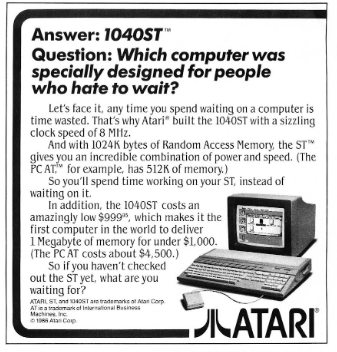 Answer: 1040ST™
Question: Which computer was
specially designed for people
who hate to wait?
Let's face it, any time you spend waiting on a computer is
time wasted. That's why Atari® built the 1040ST with a sizzling
clock speed of 8 MHz.
And with 1024K bytes of Random Access Memory, the ST™
gives you an incredible combination of power and speed. (The
PC AT,™ for example, has 512K of memory.)
So you'll spend time working on your ST, instead of
waiting on it.
In addition, the 1040ST costs an
amazingly low $999⁹⁵, which makes it the
first computer in the world to deliver
1 Megabyte of memory for under $1,000.
(The PC AT costs about $4,500.)
So if you haven't checked
out the ST yet, what are you
waiting for?
ATARI, ST, and 1040ST are trademarks of Atari Corp.
AT is a trademark of International Business
Machines, Inc.
© 1986 Atari Corp.
ATARI®